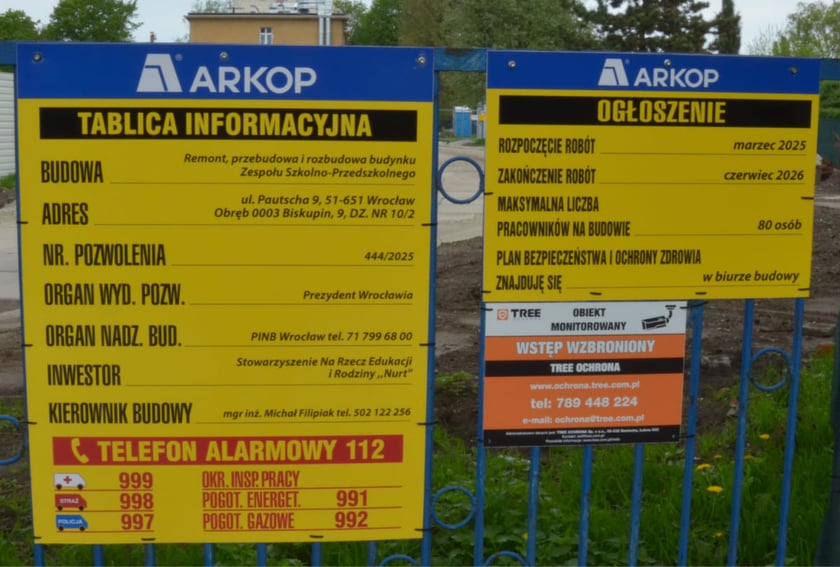 ARKOP
TABLICA INFORMACYJNA
BUDOWA Remont, przebudowa i rozbudowa budynku
Zespołu Szkolno-Przedszkolnego
ADRES ul. Pautscha 9, 51-651 Wrocław
Obręb 0003 Biskupin, 9, DZ. NR 10/2
NR. POZWOLENIA 444/2025
ORGAN WYD. POZW. Prezydent Wrocławia
ORGAN NADZ. BUD. PINB Wrocław tel. 71 799 68 00
INWESTOR Stowarzyszenie Na Rzecz Edukacji
i Rodziny ,,Nurt"
KIEROWNIK BUDOWY mgr inż. Michał Filipiak tel. 502 122 256
TELEFON ALARMOWY 112
999 OKR. INSP. PRACY
STRAŻ 998 POGOT. ENERGET. 991
POLICJA 997 POGOT. GAZOWE 992
ARKOP
OGŁOSZENIE
ROZPOCZĘCIE ROBÓT marzec 2025
ZAKOŃCZENIE ROBÓT czerwiec 2026
MAKSYMALNA LICZBA
PRACOWNIKÓW NA BUDOWIE 80 osób
PLAN BEZPIECZEŃSTWA I OCHRONY ZDROWIA
ZNAJDUJĘ SIĘ w biurze budowy
TREE OBIEKT
MONITOROWANY
WSTĘP WZBRONIONY
TREE OCHRONA
www.ochrona.tree.com.pl
tel: 789 448 224
e-mail: ochrona@tree.com.pl